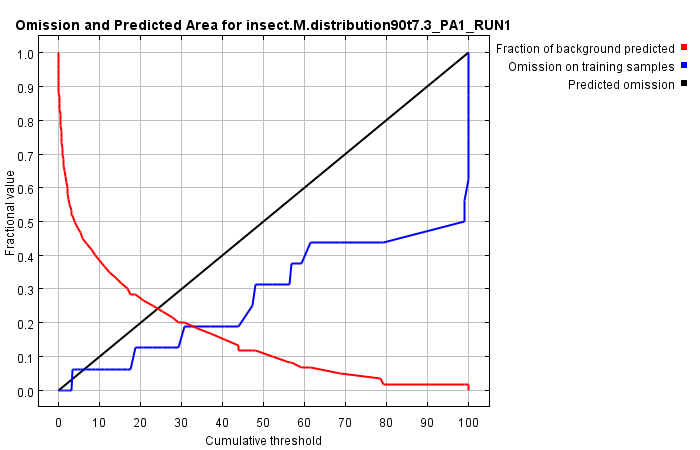 Omission and Predicted Area for insect.M.distribution90t7.3_PA1_RUN1
Fraction of background predicted
Omission on training samples
Predicted omission
Fractional value
1.0
0.9
0.8
0.7
0.6
0.5
0.4
0.3
0.2
0.1
0.0
0 10 20 30 40 50 60 70 80 90 100
Cumulative threshold